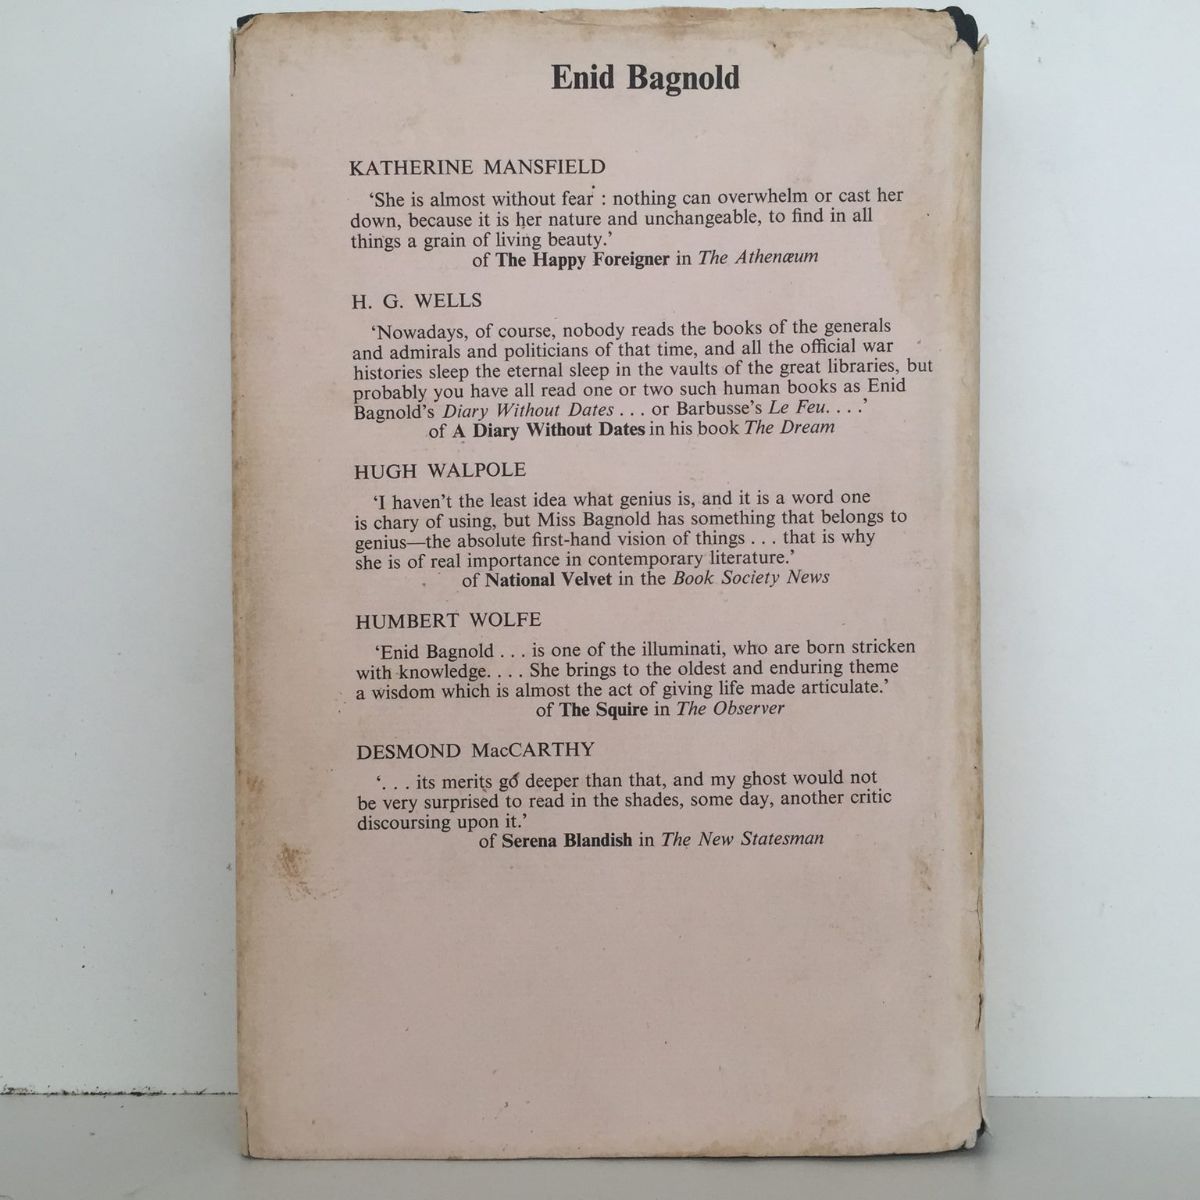 Enid Bagnold
KATHERINE MANSFIELD
‘She is almost without fear : nothing can overwhelm or cast her
down, because it is her nature and unchangeable, to find in all
things a grain of living beauty.’
of The Happy Foreigner in The Athenæum
H. G. WELLS
‘Nowadays, of course, nobody reads the books of the generals
and admirals and politicians of that time, and all the official war
histories sleep the eternal sleep in the vaults of the great libraries, but
probably you have all read one or two such human books as Enid
Bagnold’s Diary Without Dates . . . or Barbusse’s Le Feu. . . .’
of A Diary Without Dates in his book The Dream
HUGH WALPOLE
‘I haven’t the least idea what genius is, and it is a word one
is chary of using, but Miss Bagnold has something that belongs to
genius—the absolute first-hand vision of things . . . that is why
she is of real importance in contemporary literature.’
of National Velvet in the Book Society News
HUMBERT WOLFE
‘Enid Bagnold . . . is one of the illuminati, who are born stricken
with knowledge. . . . She brings to the oldest and enduring theme
a wisdom which is almost the act of giving life made articulate.’
of The Squire in The Observer
DESMOND MacCARTHY
‘. . . its merits go deeper than that, and my ghost would not
be very surprised to read in the shades, some day, another critic
discoursing upon it.’
of Serena Blandish in The New Statesman